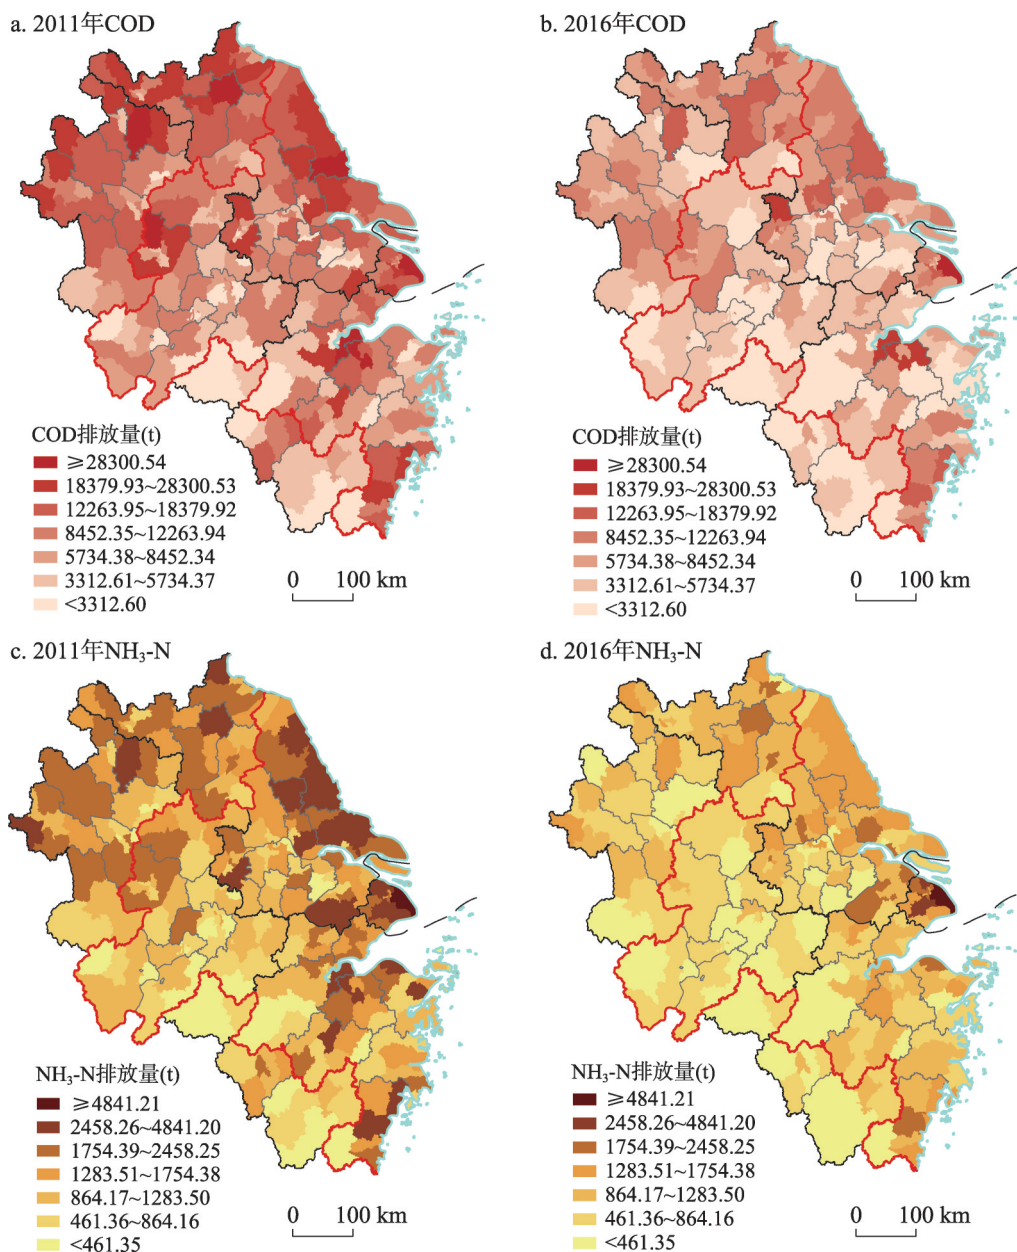 a. 2011年COD
COD排放量(t)
≥28300.54
18379.93~28300.53
12263.95~18379.92
8452.35~12263.94
5734.38~8452.34
3312.61~5734.37
<3312.60
0 100 km
b. 2016年COD
COD排放量(t)
≥28300.54
18379.93~28300.53
12263.95~18379.92
8452.35~12263.94
5734.38~8452.34
3312.61~5734.37
<3312.60
0 100 km
c. 2011年NH₃-N
NH₃-N排放量(t)
≥4841.21
2458.26~4841.20
1754.39~2458.25
1283.51~1754.38
864.17~1283.50
461.36~864.16
<461.35
0 100 km
d. 2016年NH₃-N
NH₃-N排放量(t)
≥4841.21
2458.26~4841.20
1754.39~2458.25
1283.51~1754.38
864.17~1283.50
461.36~864.16
<461.35
0 100 km